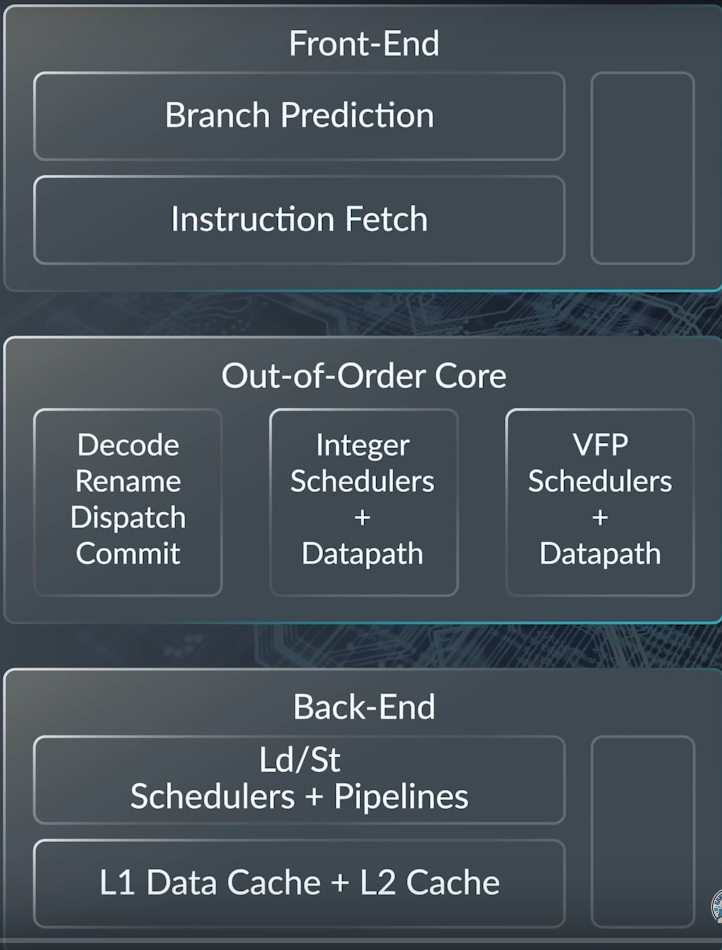 Front-End
Branch Prediction
Instruction Fetch
Out-of-Order Core
Decode
Rename
Dispatch
Commit
Integer
Schedulers
+
Datapath
VFP
Schedulers
+
Datapath
Back-End
Ld/St
Schedulers + Pipelines
L1 Data Cache + L2 Cache